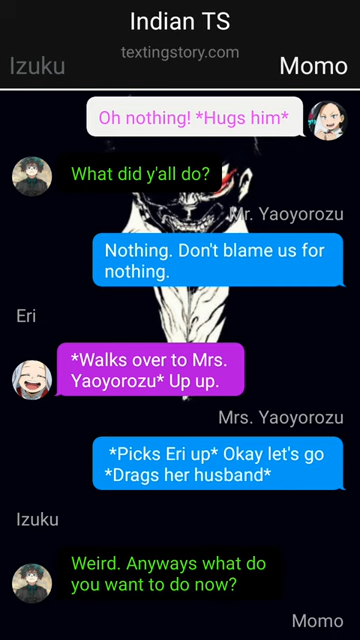 Indian TS
textingstory.com
Izuku
Momo
Oh nothing! *Hugs him*
What did y'all do?
Mr. Yaoyorozu
Nothing. Don't blame us for
nothing.
Eri
*Walks over to Mrs.
Yaoyorozu* Up up.
Mrs. Yaoyorozu
*Picks Eri up* Okay let's go
*Drags her husband*
Izuku
Weird. Anyways what do
you want to do now?
Momo